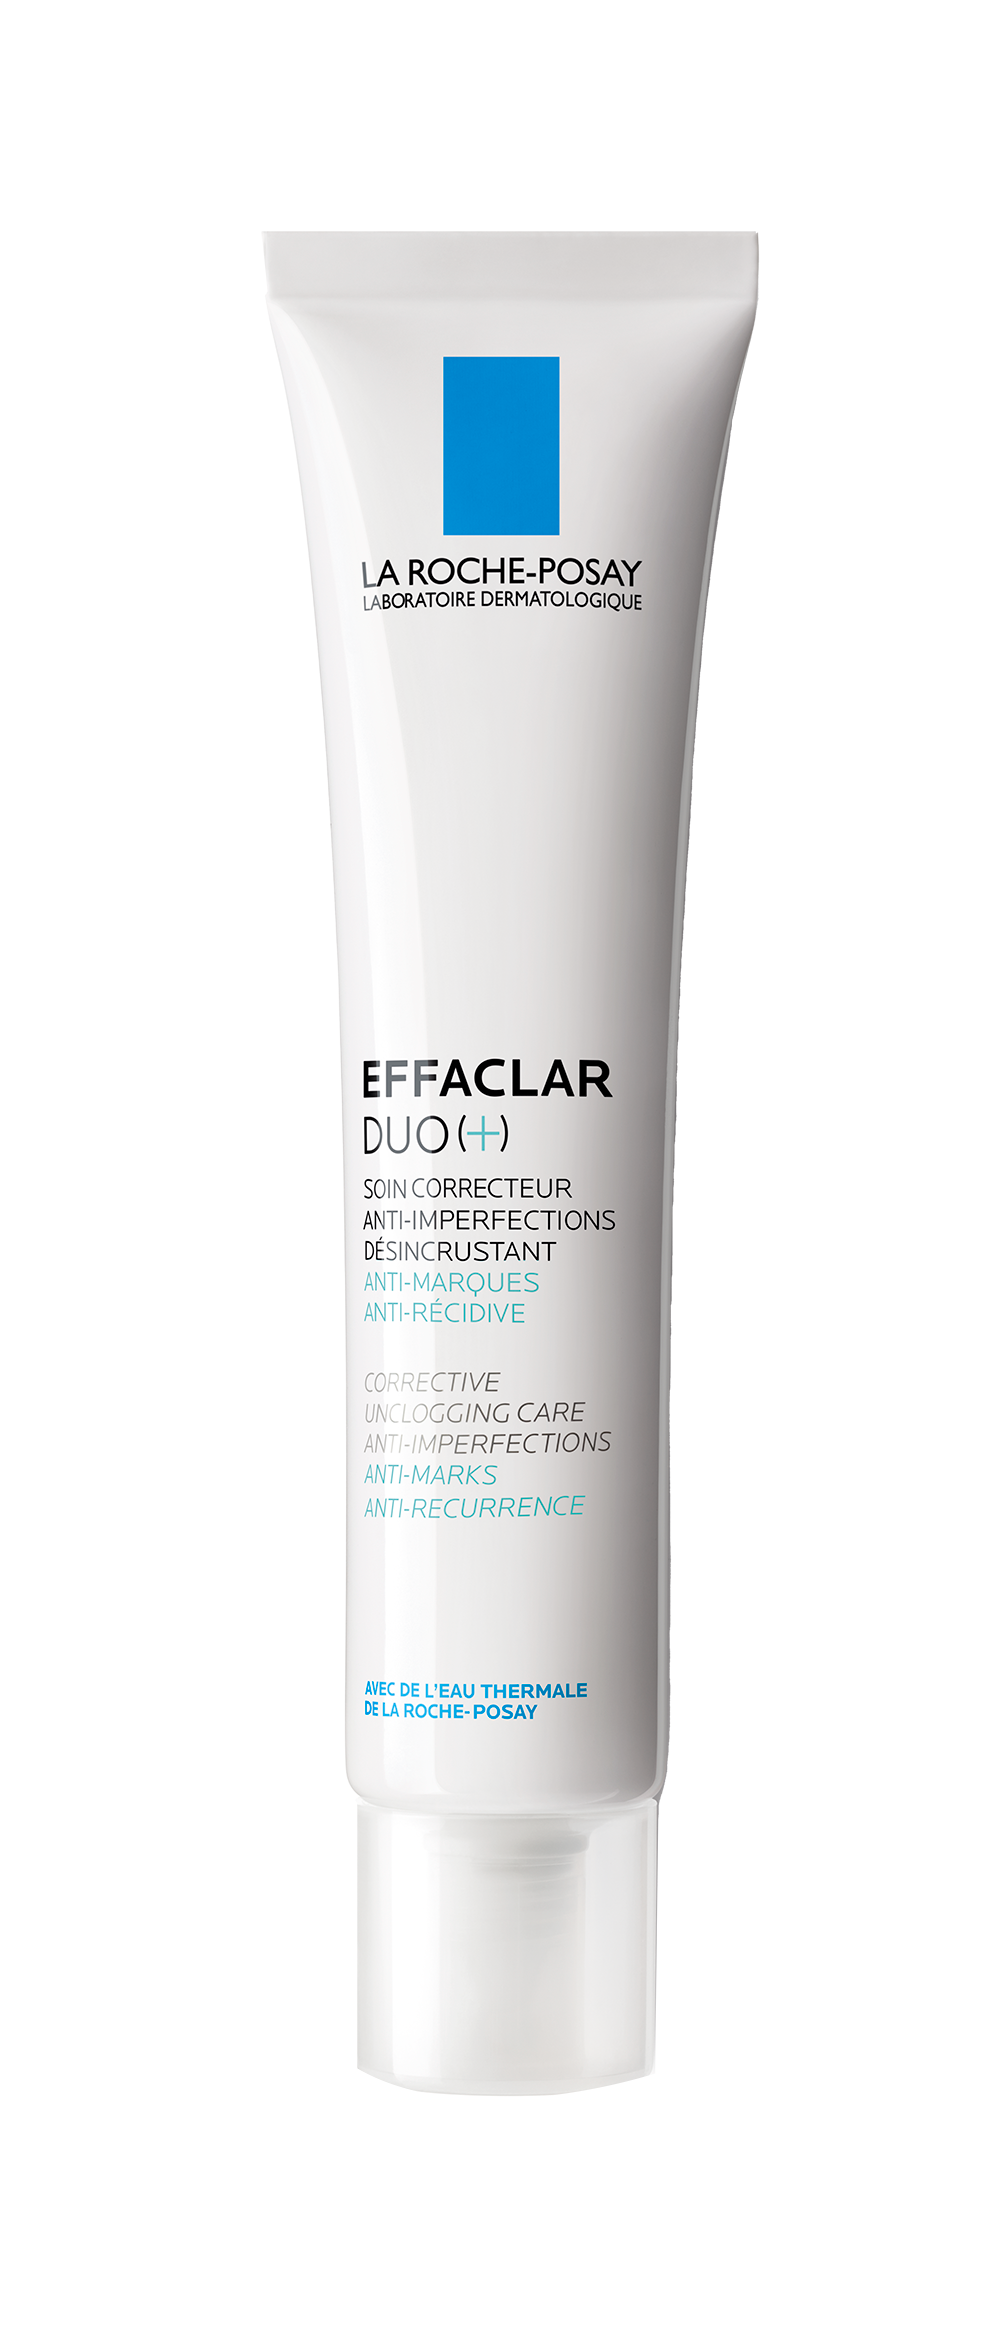 LA ROCHE-POSAY
LABORATOIRE DERMATOLOGIQUE
EFFACLAR
DUO(+)
SOIN CORRECTEUR
ANTI-IMPERFECTIONS
DÉSINCRUSTANT
ANTI-MARQUES
ANTI-RÉCIDIVE
CORRECTIVE
UNCLOGGING CARE
ANTI-IMPERFECTIONS
ANTI-MARKS
ANTI-RECURRENCE
AVEC DE L'EAU THERMALE
DE LA ROCHE-POSAY